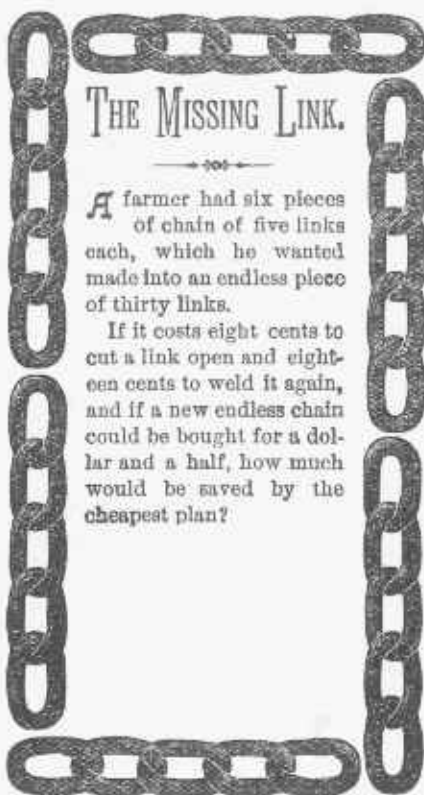 THE MISSING LINK.
A farmer had six pieces
of chain of five links
each, which he wanted
made into an endless piece
of thirty links.
If it costs eight cents to
cut a link open and eight-
een cents to weld it again,
and if a new endless chain
could be bought for a dol-
lar and a half, how much
would be saved by the
cheapest plan?